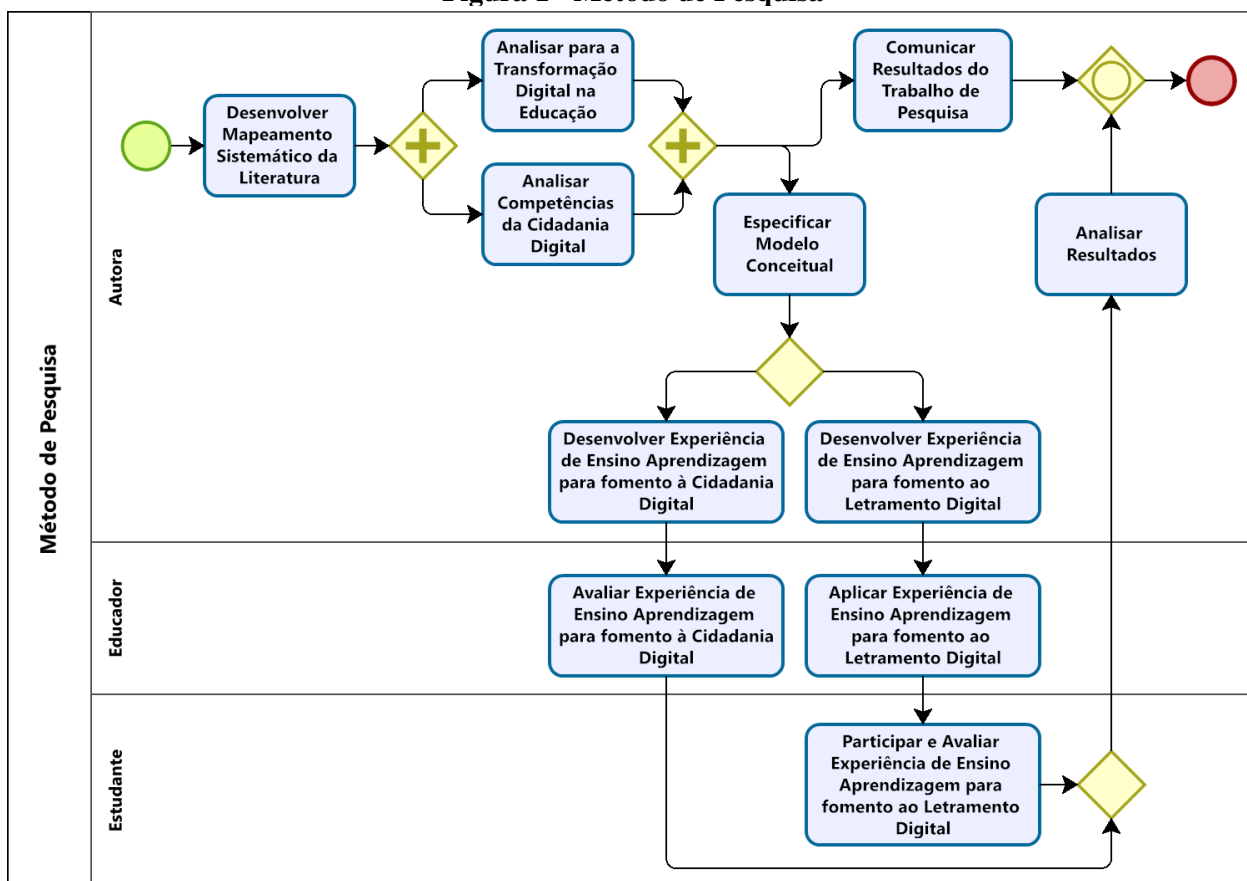 Figura 1 - Método de Pesquisa
Método de Pesquisa
Autora
Desenvolver
Mapeamento
Sistemático da
Literatura
Analisar para a
Transformação
Digital na
Educação
Analisar
Competências
da Cidadania
Digital
Comunicar
Resultados do
Trabalho de
Pesquisa
Especificar
Modelo
Conceitual
Analisar
Resultados
Desenvolver Experiência
de Ensino Aprendizagem
para fomento à Cidadania
Digital
Desenvolver Experiência
de Ensino Aprendizagem
para fomento ao
Letramento Digital
Educador
Avaliar Experiência de
Ensino Aprendizagem
para fomento à Cidadania
Digital
Aplicar Experiência de
Ensino Aprendizagem
para fomento ao
Letramento Digital
Estudante
Participar e Avaliar
Experiência de Ensino
Aprendizagem para
fomento ao Letramento
Digital